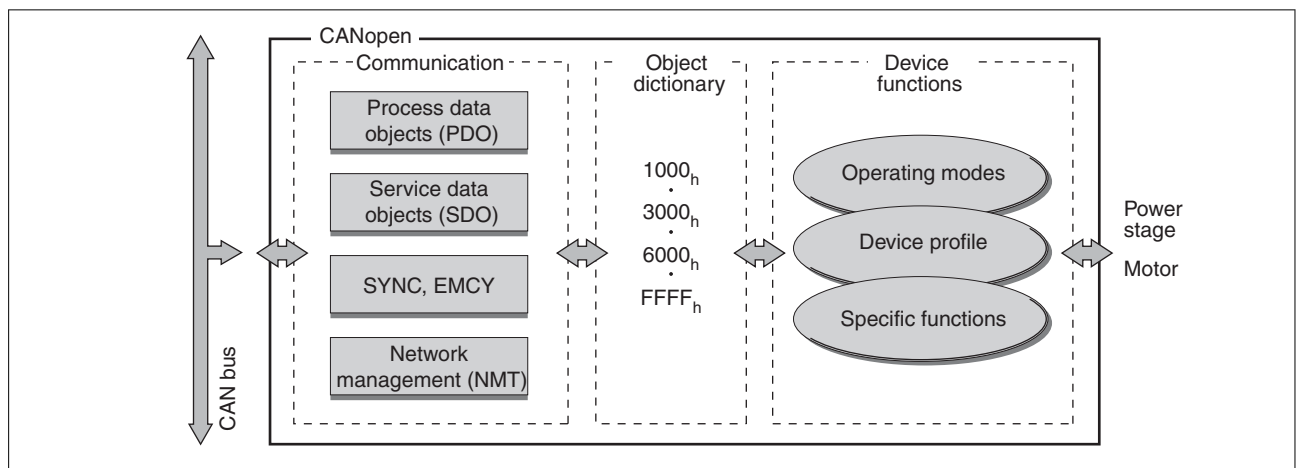 CANopen
Communication
Process data
objects (PDO)
Service data
objects (SDO)
SYNC, EMCY
Network
management (NMT)
Object
dictionary
1000h
3000h
6000h
FFFFh
Device
functions
Operating modes
Device profile
Specific functions
Power
stage
Motor
CAN bus